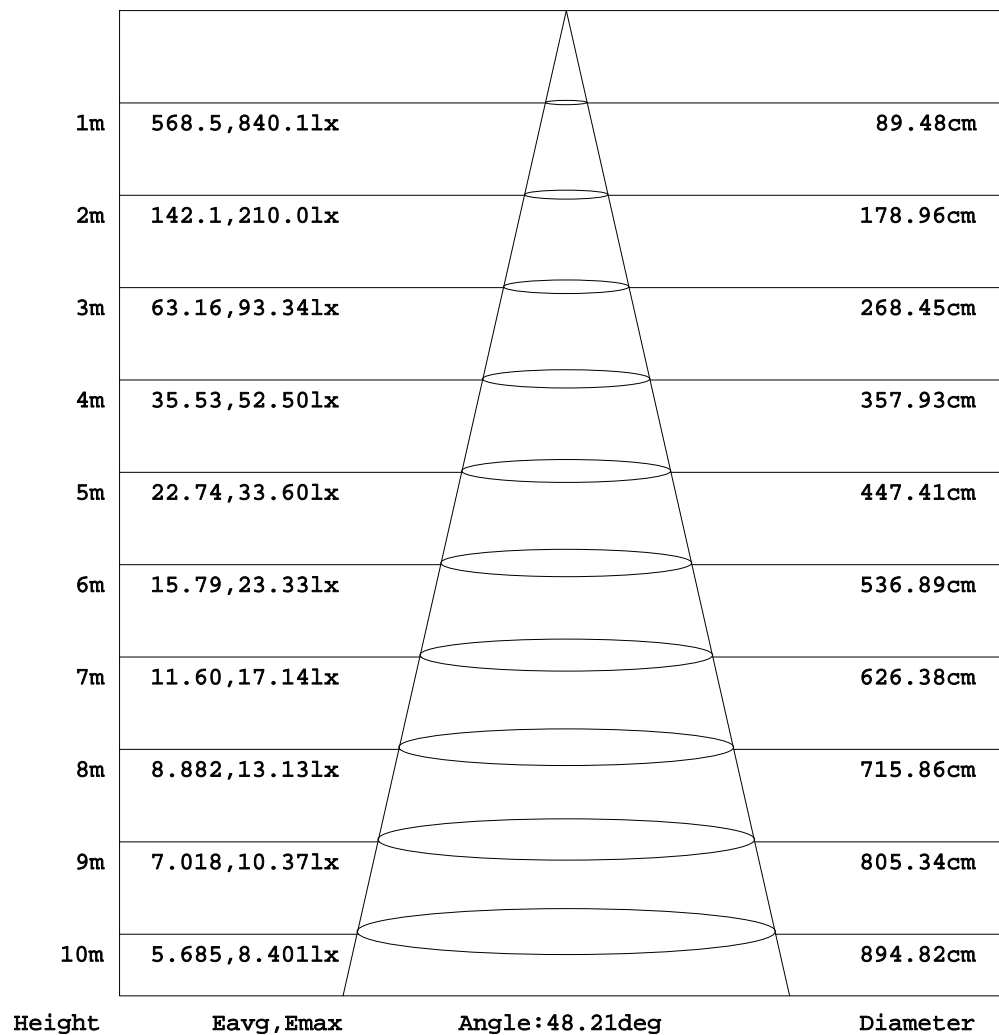 1m 568.5,840.1lx 89.48cm
2m 142.1,210.0lx 178.96cm
3m 63.16,93.34lx 268.45cm
4m 35.53,52.50lx 357.93cm
5m 22.74,33.60lx 447.41cm
6m 15.79,23.33lx 536.89cm
7m 11.60,17.14lx 626.38cm
8m 8.882,13.13lx 715.86cm
9m 7.018,10.37lx 805.34cm
10m 5.685,8.401lx 894.82cm
Height Eavg,Emax Angle:48.21deg Diameter